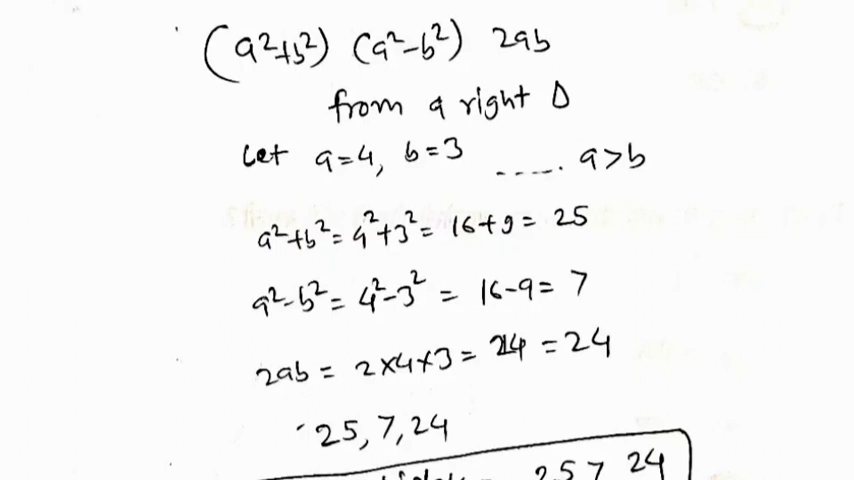 (a²+b²) (a²-b²) 2ab
from a right Δ
Let a=4, b=3 ..... a>b
a²+b² = 4²+3² = 16+9 = 25
a²-b² = 4²-3² = 16-9 = 7
2ab = 2×4×3 = 24 = 24
25, 7, 24
25 7 24